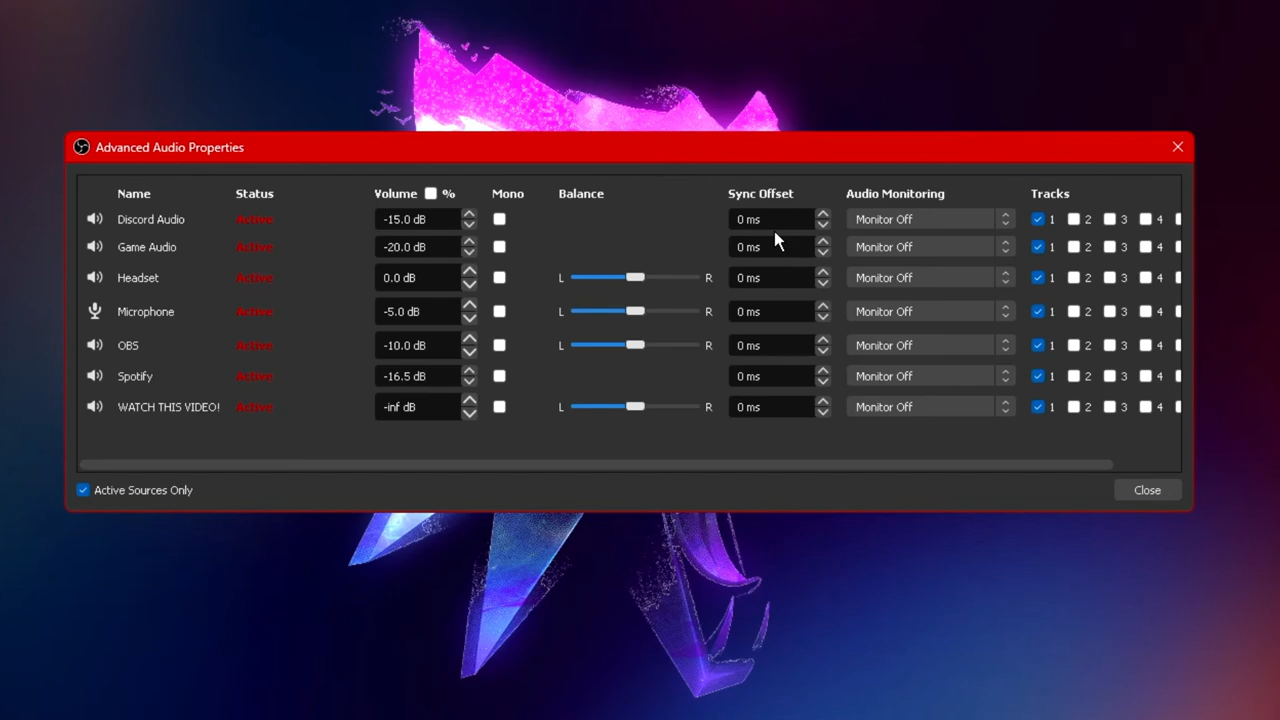 Advanced Audio Properties
Name Status Volume % Mono Balance Sync Offset Audio Monitoring Tracks
Discord Audio Active -15.0 dB 0 ms Monitor Off 1 2 3 4
Game Audio Active -20.0 dB 0 ms Monitor Off 1 2 3 4
Headset Active 0.0 dB L R 0 ms Monitor Off 1 2 3 4
Microphone Active -5.0 dB L R 0 ms Monitor Off 1 2 3 4
OBS Active -10.0 dB L R 0 ms Monitor Off 1 2 3 4
Spotify Active -16.5 dB 0 ms Monitor Off 1 2 3 4
WATCH THIS VIDEO! Active -inf dB L R 0 ms Monitor Off 1 2 3 4
Active Sources Only Close